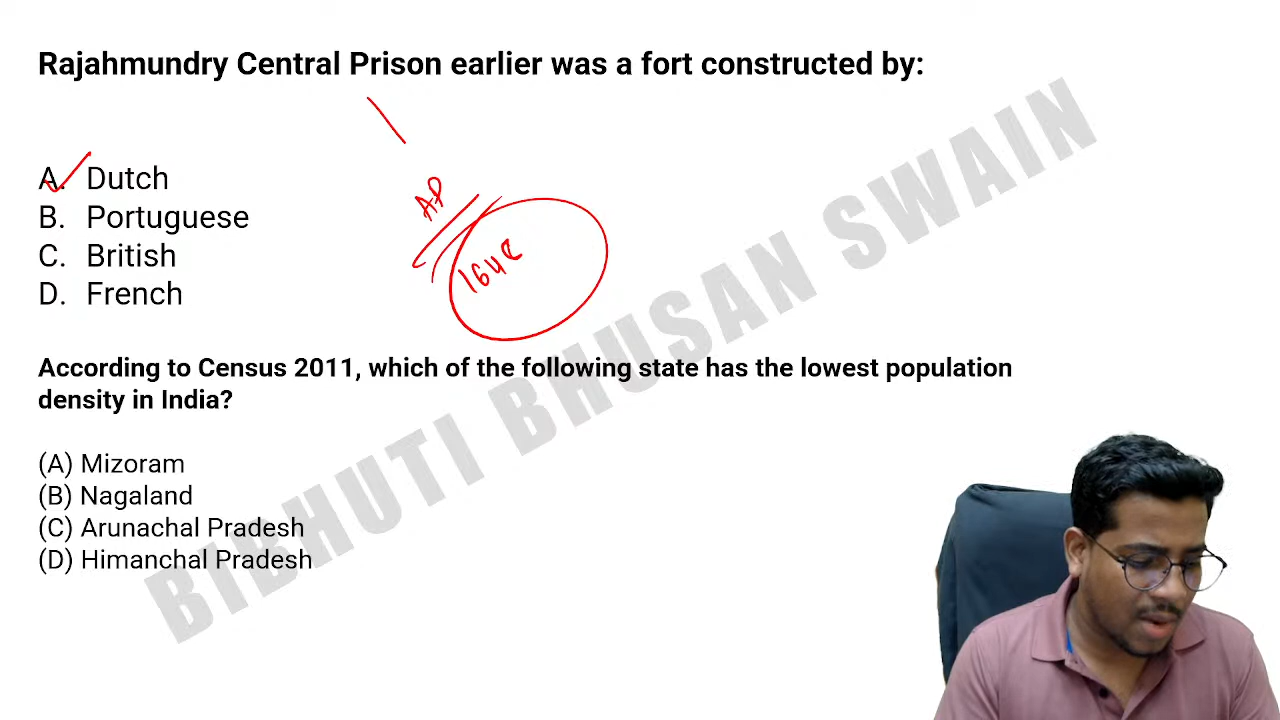 Rajahmundry Central Prison earlier was a fort constructed by:
A. Dutch
B. Portuguese
C. British
D. French
AP
1648
According to Census 2011, which of the following state has the lowest population
density in India?
(A) Mizoram
(B) Nagaland
(C) Arunachal Pradesh
(D) Himanchal Pradesh
BIBHUTI BHUSAN SWAIN